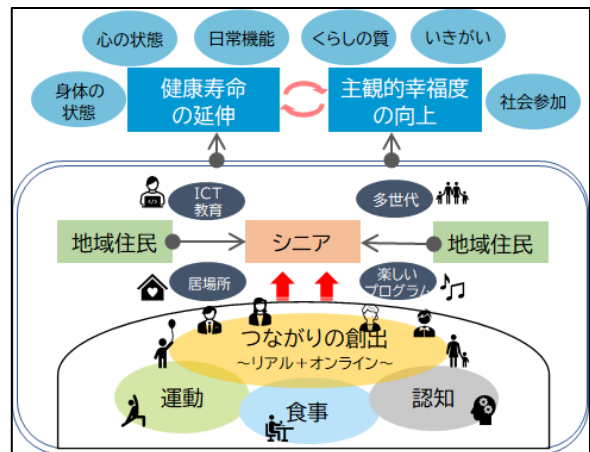 心の状態
日常機能
くらしの質
いきがい
身体の
状態
健康寿命
の延伸
主観的幸福度
の向上
社会参加
ICT
教育
多世代
地域住民
シニア
地域住民
居場所
楽しい
プログラム
つながりの創出
~リアル+オンライン~
運動
食事
認知